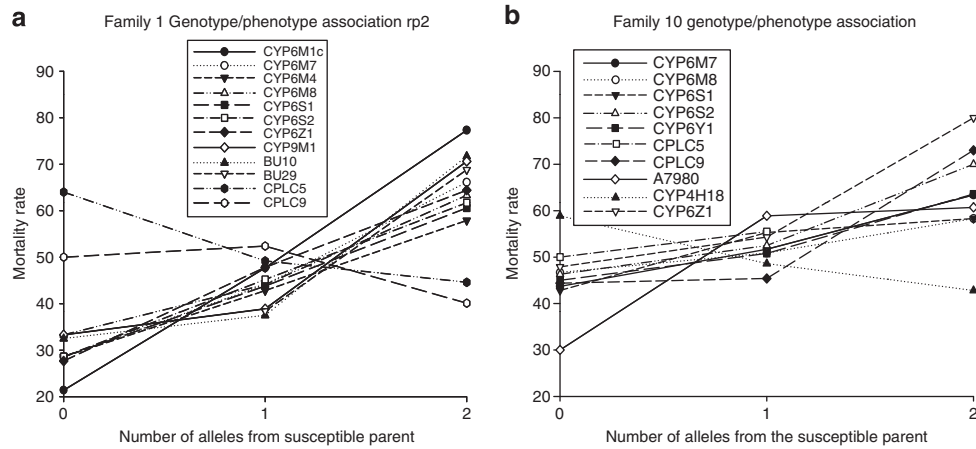 a
Family 1 Genotype/phenotype association rp2
CYP6M1c
CYP6M7
CYP6M4
CYP6M8
CYP6S1
CYP6S2
CYP6Z1
CYP9M1
BU10
BU29
CPLC5
CPLC9
Mortality rate
90
80
70
60
50
40
30
20
0
1
2
Number of alleles from susceptible parent
b
Family 10 genotype/phenotype association
CYP6M7
CYP6M8
CYP6S1
CYP6S2
CYP6Y1
CPLC5
CPLC9
A7980
CYP4H18
CYP6Z1
Mortality rate
90
80
70
60
50
40
30
20
0
1
2
Number of alleles from the susceptible parent